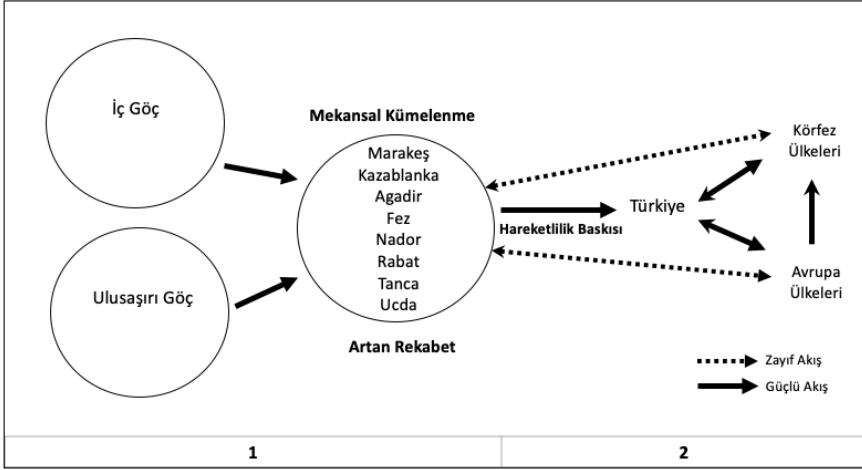 İç Göç
Ulusaşırı Göç
Mekansal Kümelenme
Marakeş
Kazablanka
Agadir
Fez
Nador
Rabat
Tanca
Ucda
Artan Rekabet
Hareketlilik Baskısı
Türkiye
Körfez
Ülkeleri
Avrupa
Ülkeleri
Zayıf Akış
Güçlü Akış
1
2